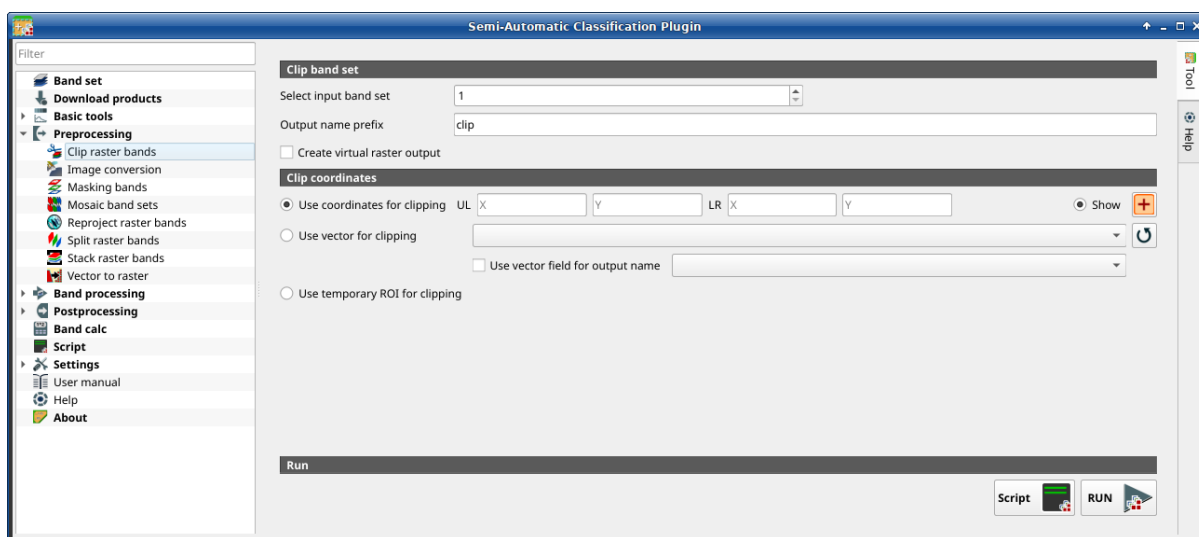 Semi-Automatic Classification Plugin
Filter
Band set
Download products
Basic tools
Preprocessing
Clip raster bands
Image conversion
Masking bands
Mosaic band sets
Reproject raster bands
Split raster bands
Stack raster bands
Vector to raster
Band processing
Postprocessing
Band calc
Script
Settings
User manual
Help
About
Clip band set
Select input band set 1
Output name prefix clip
Create virtual raster output
Clip coordinates
Use coordinates for clipping UL X Y LR X Y Show
Use vector for clipping
Use vector field for output name
Use temporary ROI for clipping
Run
Script RUN
Tool
Help